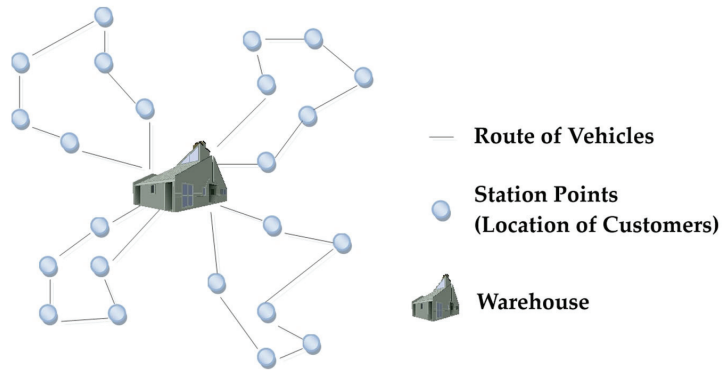 Route of Vehicles
Station Points
(Location of Customers)
Warehouse